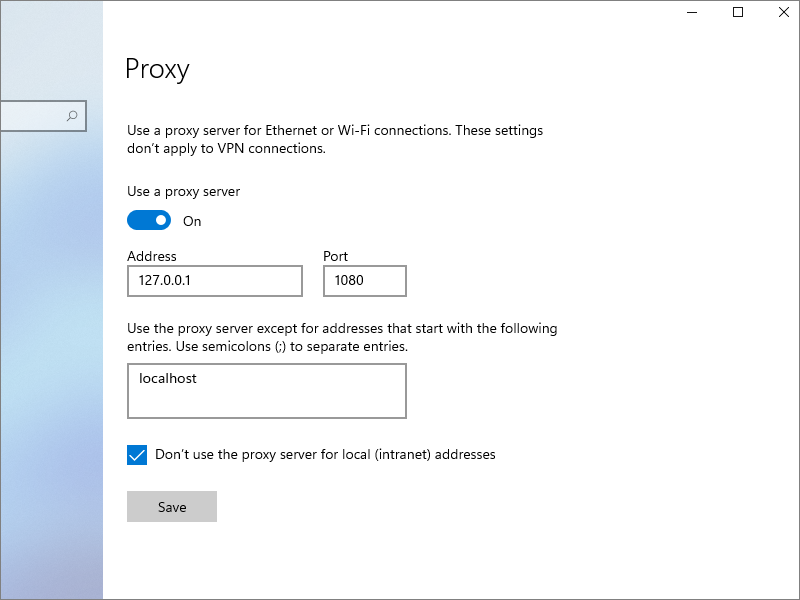 Proxy
Use a proxy server for Ethernet or Wi-Fi connections. These settings
don't apply to VPN connections.
Use a proxy server
On
Address
Port
127.0.0.1
1080
Use the proxy server except for addresses that start with the following
entries. Use semicolons (;) to separate entries.
localhost
Don't use the proxy server for local (intranet) addresses
Save